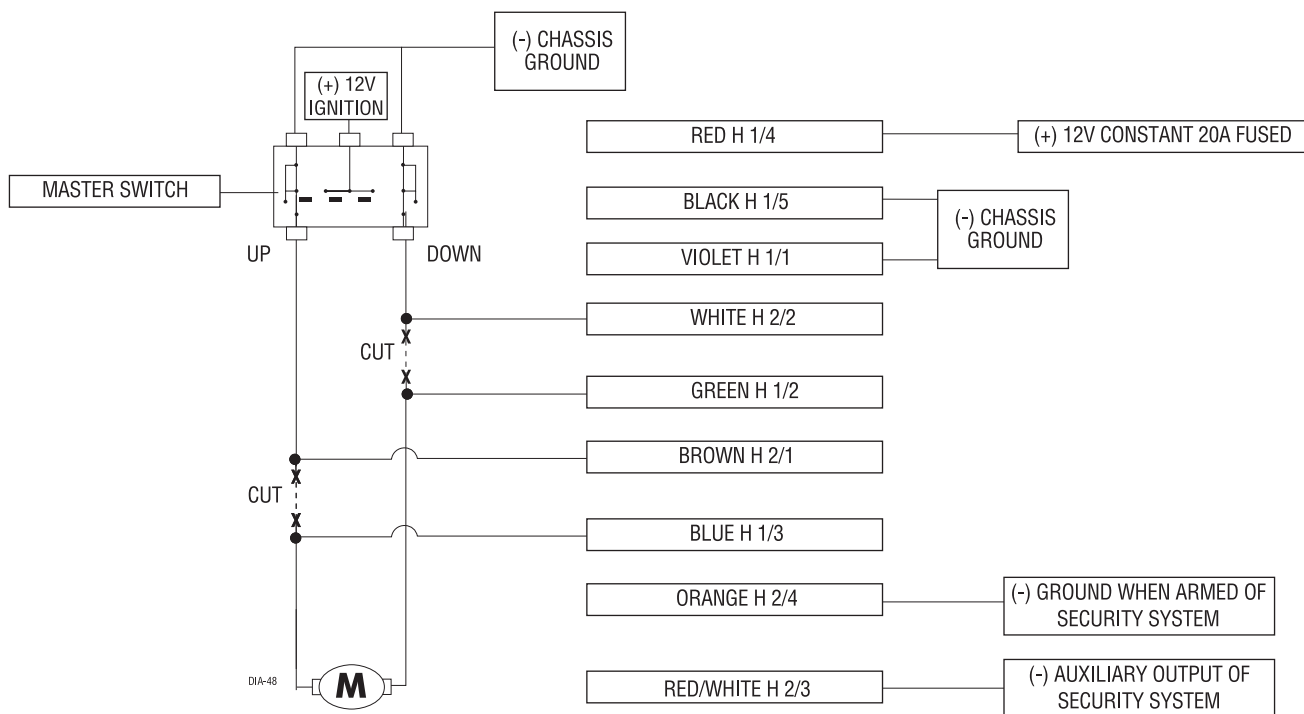 (-) CHASSIS
GROUND
(+) 12V
IGNITION
RED H 1/4
(+) 12V CONSTANT 20A FUSED
MASTER SWITCH
BLACK H 1/5
(-) CHASSIS
GROUND
UP
DOWN
VIOLET H 1/1
WHITE H 2/2
CUT
GREEN H 1/2
BROWN H 2/1
CUT
BLUE H 1/3
ORANGE H 2/4
(-) GROUND WHEN ARMED OF
SECURITY SYSTEM
DIA-48
M
RED/WHITE H 2/3
(-) AUXILIARY OUTPUT OF
SECURITY SYSTEM